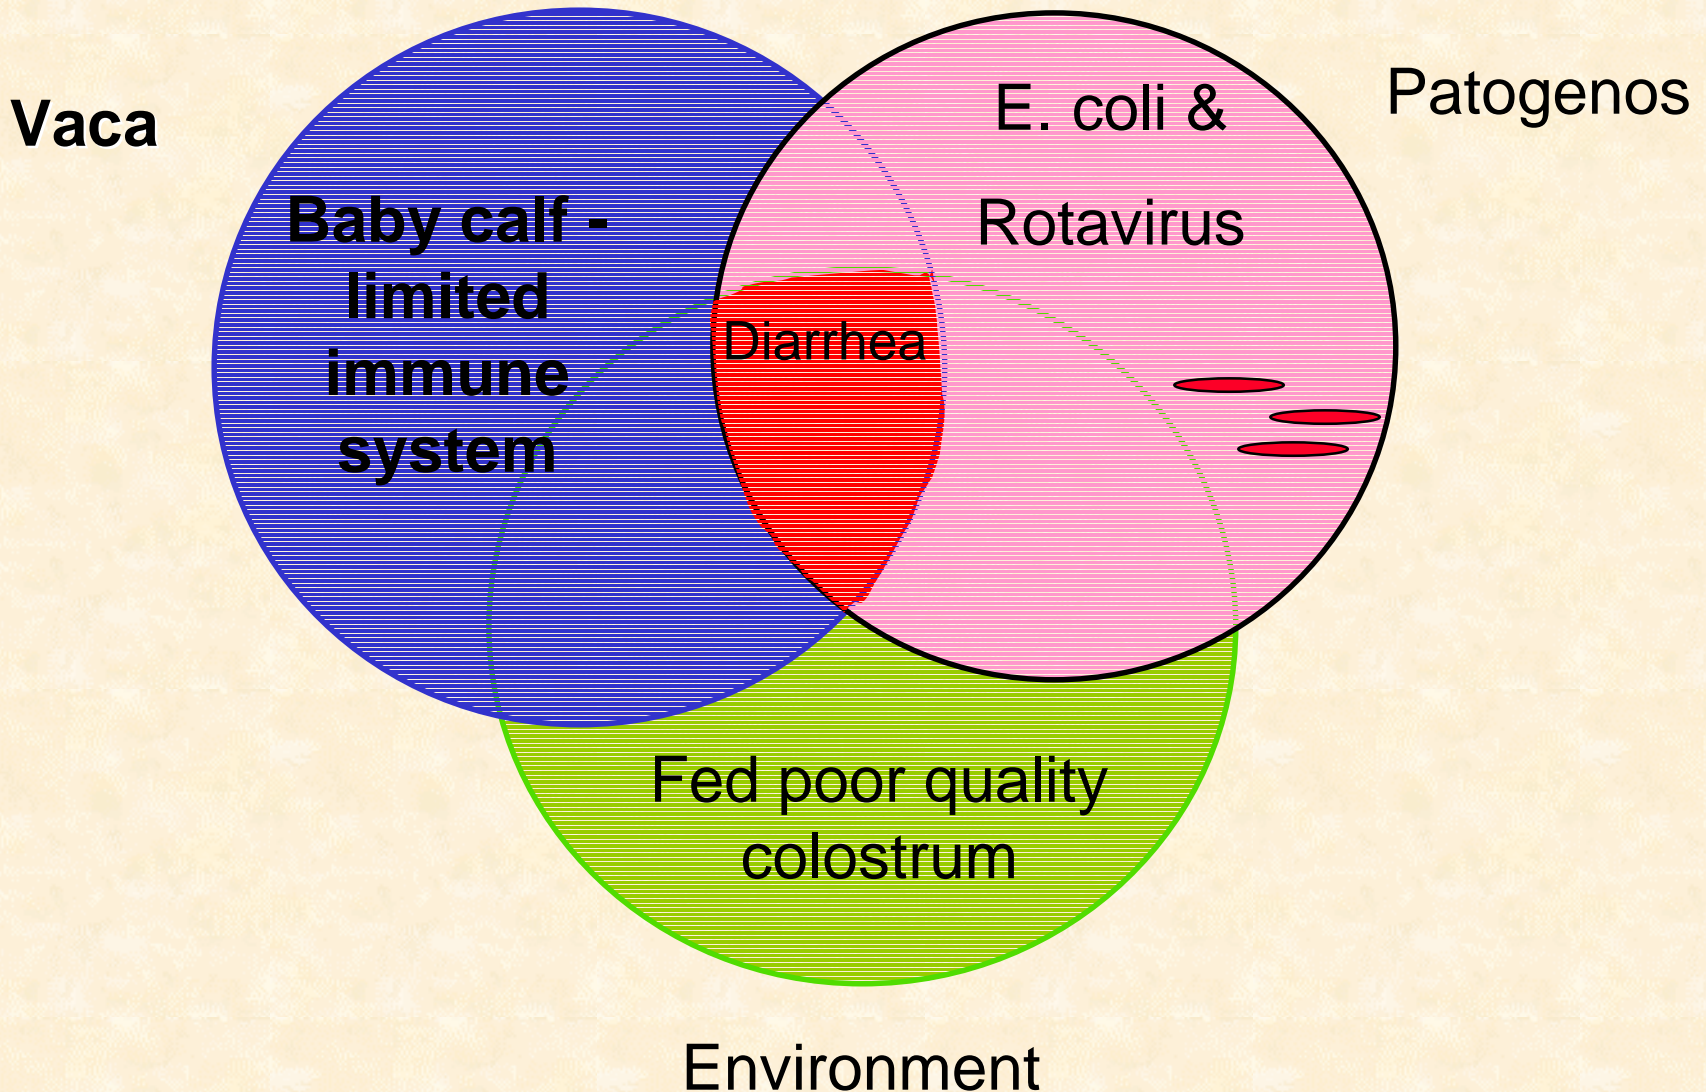 Vaca
Patogenos
E. coli &
Rotavirus
Baby calf -
limited
immune
system
Diarrhea
Fed poor quality
colostrum
Environment